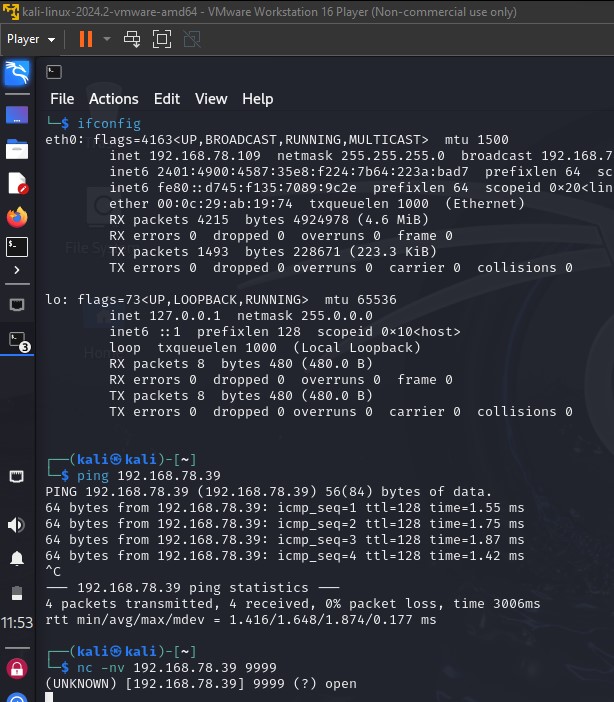 kali-linux-2024.2-vmware-amd64 - VMware Workstation 16 Player (Non-commercial use only)
Player
File Actions Edit View Help
└─$ ifconfig
eth0: flags=4163<UP,BROADCAST,RUNNING,MULTICAST> mtu 1500
inet 192.168.78.109 netmask 255.255.255.0 broadcast 192.168.7
inet6 2401:4900:4587:35e8:f224:7b64:223a:bad7 prefixlen 64 sc
inet6 fe80::d745:f135:7089:9c2e prefixlen 64 scopeid 0×20<lin
ether 00:0c:29:ab:19:74 txqueuelen 1000 (Ethernet)
RX packets 4215 bytes 4924978 (4.6 MiB)
RX errors 0 dropped 0 overruns 0 frame 0
TX packets 1493 bytes 228671 (223.3 KiB)
TX errors 0 dropped 0 overruns 0 carrier 0 collisions 0
lo: flags=73<UP,LOOPBACK,RUNNING> mtu 65536
inet 127.0.0.1 netmask 255.0.0.0
inet6 ::1 prefixlen 128 scopeid 0×10<host>
loop txqueuelen 1000 (Local Loopback)
RX packets 8 bytes 480 (480.0 B)
RX errors 0 dropped 0 overruns 0 frame 0
TX packets 8 bytes 480 (480.0 B)
TX errors 0 dropped 0 overruns 0 carrier 0 collisions 0
┌──(kali㉿kali)-[~]
└─$ ping 192.168.78.39
PING 192.168.78.39 (192.168.78.39) 56(84) bytes of data.
64 bytes from 192.168.78.39: icmp_seq=1 ttl=128 time=1.55 ms
64 bytes from 192.168.78.39: icmp_seq=2 ttl=128 time=1.75 ms
64 bytes from 192.168.78.39: icmp_seq=3 ttl=128 time=1.87 ms
64 bytes from 192.168.78.39: icmp_seq=4 ttl=128 time=1.42 ms
^C
── 192.168.78.39 ping statistics ──
4 packets transmitted, 4 received, 0% packet loss, time 3006ms
rtt min/avg/max/mdev = 1.416/1.648/1.874/0.177 ms
┌──(kali㉿kali)-[~]
└─$ nc -nv 192.168.78.39 9999
(UNKNOWN) [192.168.78.39] 9999 (?) open
3
11:53